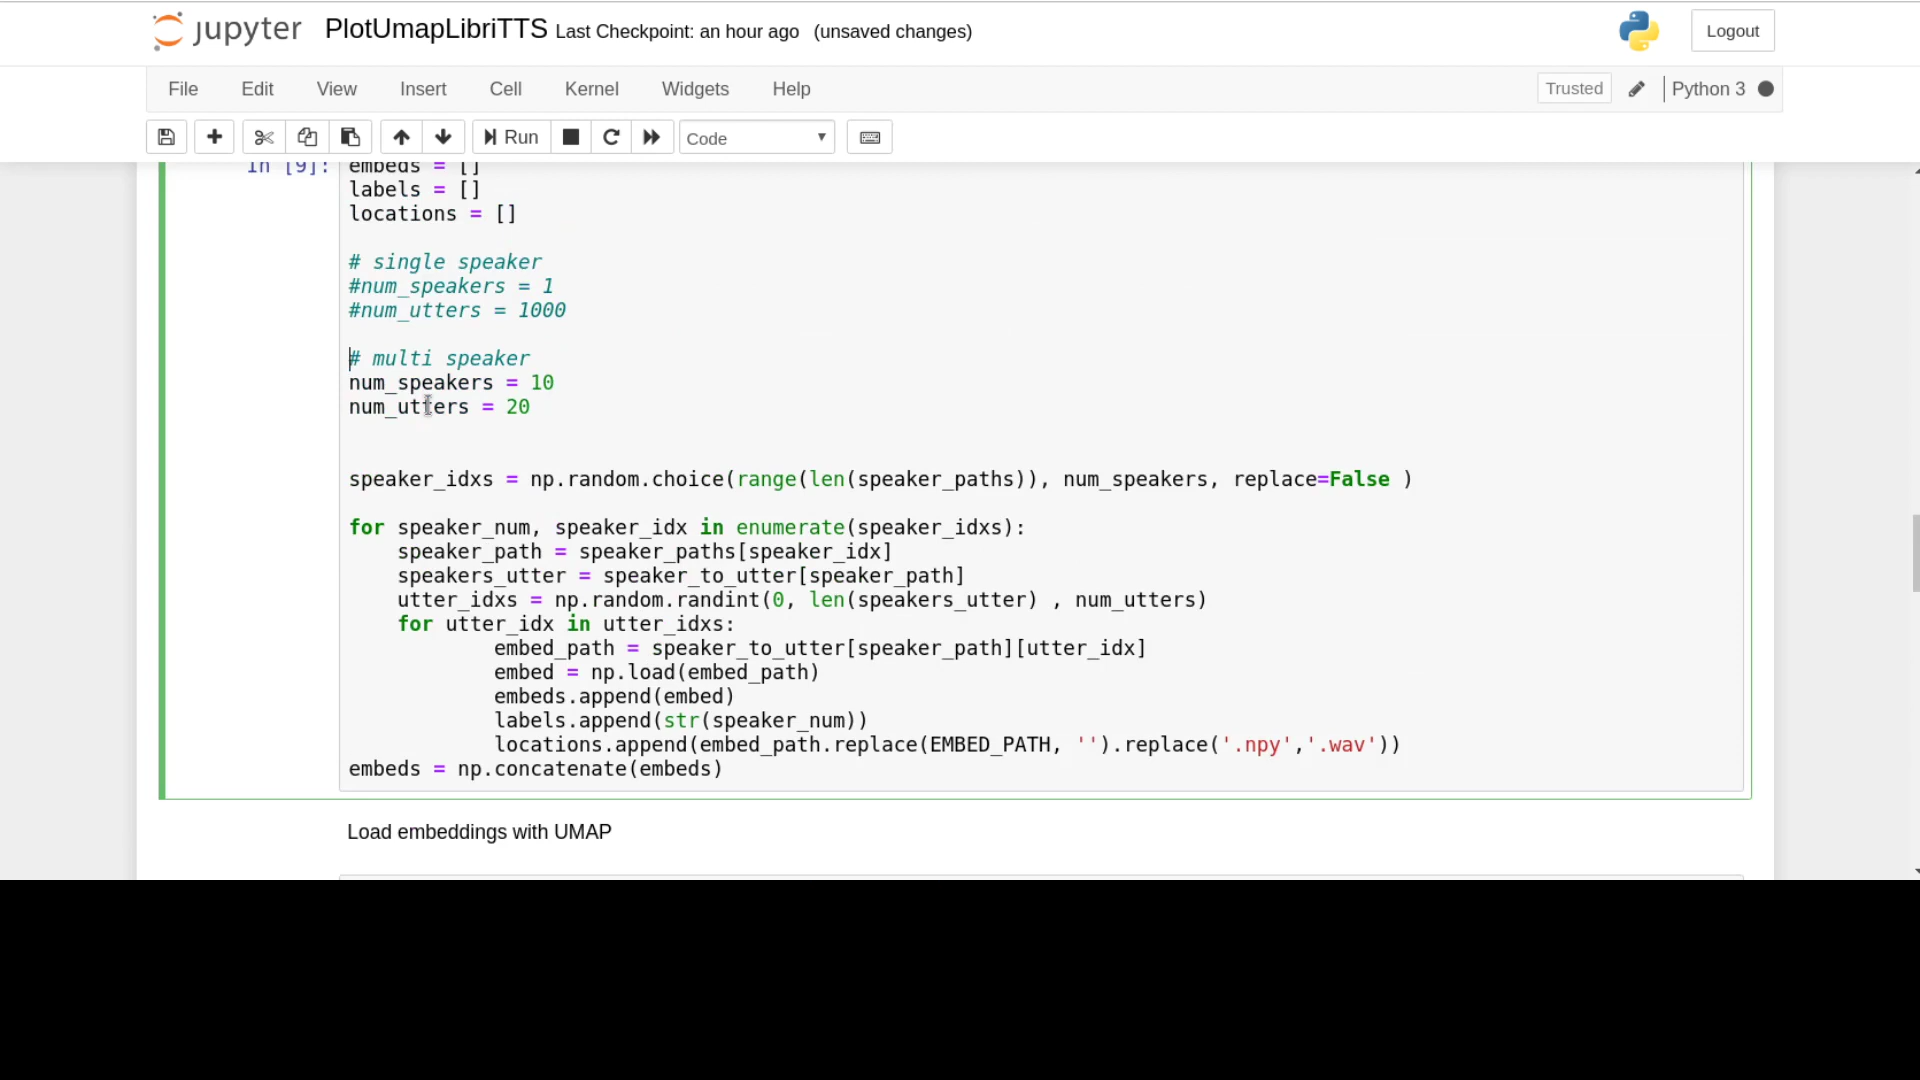 jupyter PlotUmapLibriTTS Last Checkpoint: an hour ago (unsaved changes) Logout
File Edit View Insert Cell Kernel Widgets Help Trusted Python 3
Run Code
In [9]: embeds = []
labels = []
locations = []
# single speaker
#num_speakers = 1
#num_utters = 1000
# multi speaker
num_speakers = 10
num_utters = 20
speaker_idxs = np.random.choice(range(len(speaker_paths)), num_speakers, replace=False )
for speaker_num, speaker_idx in enumerate(speaker_idxs):
    speaker_path = speaker_paths[speaker_idx]
    speakers_utter = speaker_to_utter[speaker_path]
    utter_idxs = np.random.randint(0, len(speakers_utter) , num_utters)
    for utter_idx in utter_idxs:
            embed_path = speaker_to_utter[speaker_path][utter_idx]
            embed = np.load(embed_path)
            embeds.append(embed)
            labels.append(str(speaker_num))
            locations.append(embed_path.replace(EMBED_PATH, '').replace('.npy','.wav'))
embeds = np.concatenate(embeds)
Load embeddings with UMAP